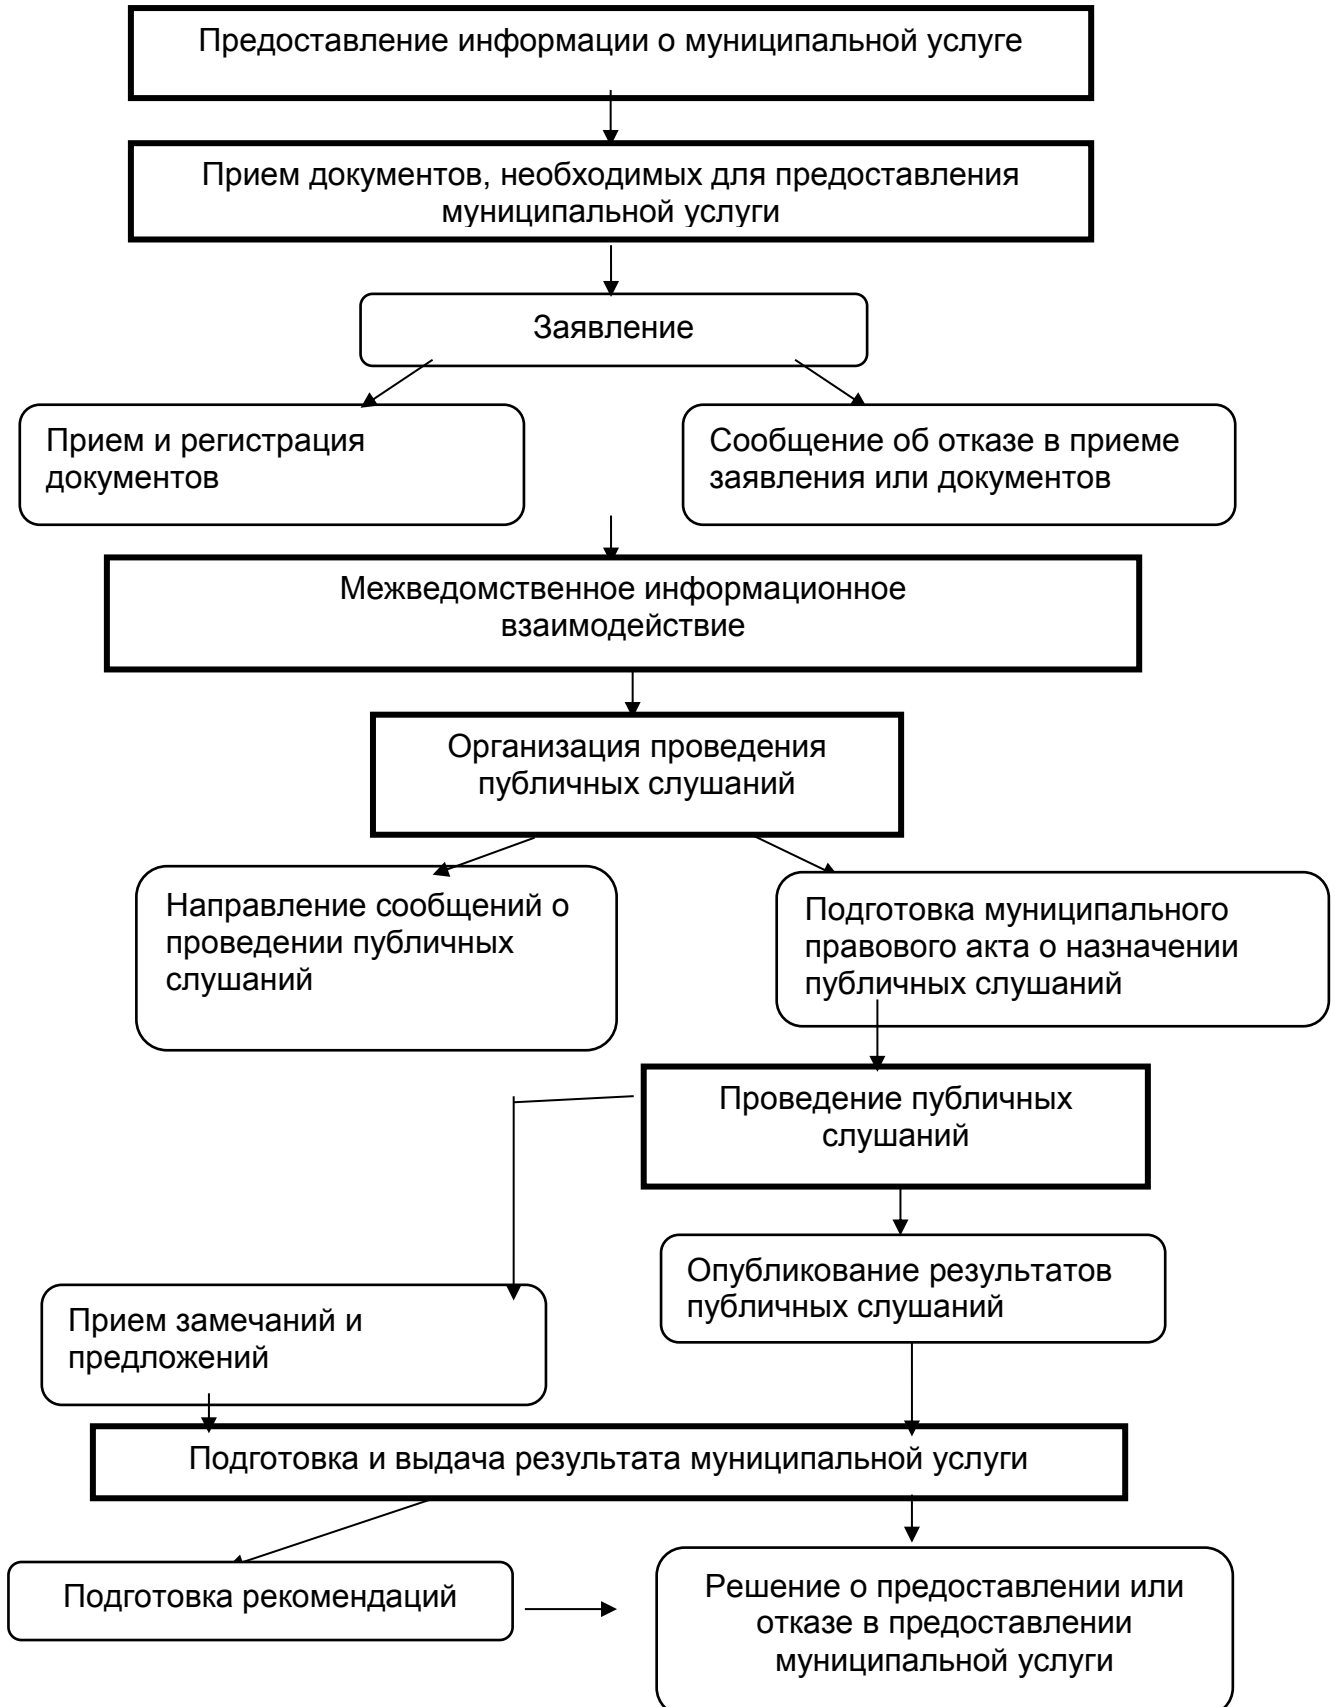 Предоставление информации о муниципальной услуге
Прием документов, необходимых для предоставления
муниципальной услуги
Заявление
Прием и регистрация
документов
Сообщение об отказе в приеме
заявления или документов
Межведомственное информационное
взаимодействие
Организация проведения
публичных слушаний
Направление сообщений о
проведении публичных
слушаний
Подготовка муниципального
правового акта о назначении
публичных слушаний
Проведение публичных
слушаний
Опубликование результатов
публичных слушаний
Прием замечаний и
предложений
Подготовка и выдача результата муниципальной услуги
Подготовка рекомендаций
Решение о предоставлении или
отказе в предоставлении
муниципальной услуги